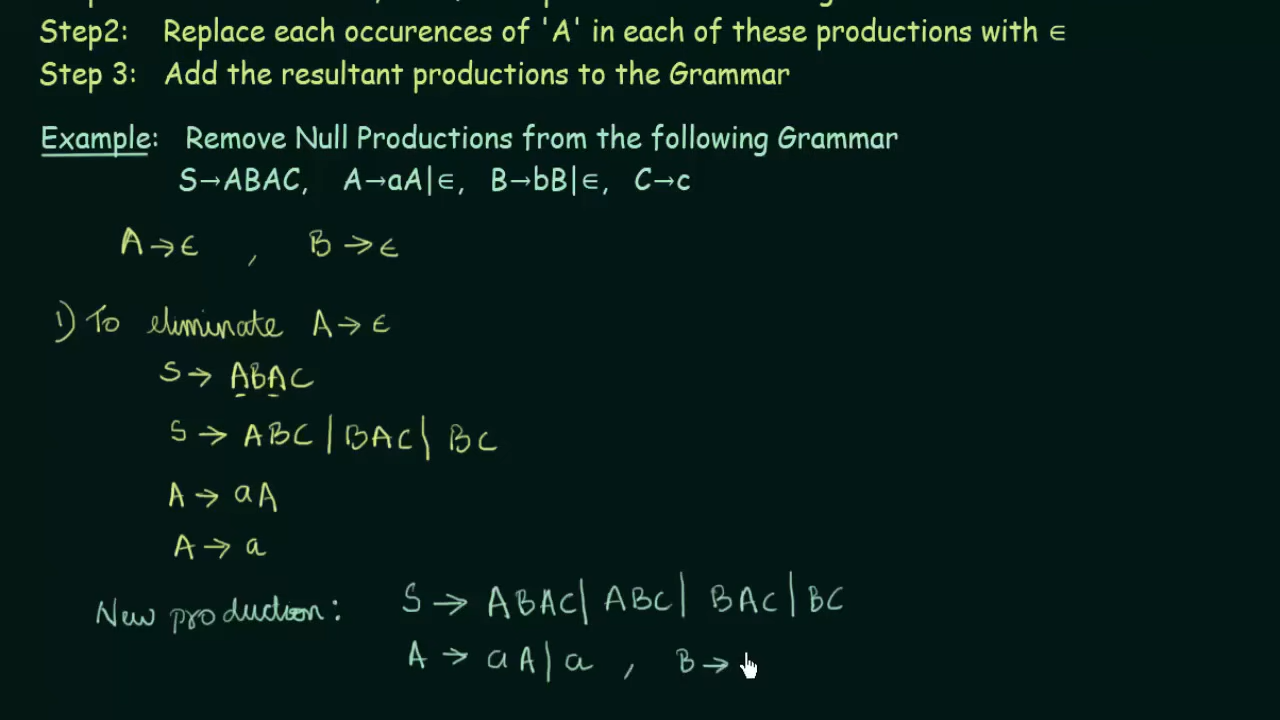 Step2: Replace each occurences of 'A' in each of these productions with ∈
Step 3: Add the resultant productions to the Grammar
Example: Remove Null Productions from the following Grammar
S→ABAC, A→aA|∈, B→bB|∈, C→c
A→ϵ , B→ϵ
1) To eliminate A→ϵ
S→ ABAC
S→ ABC | BAC | BC
A→ aA
A→ a
New production: S→ ABAC | ABC | BAC | BC
A→ aA | a , B→